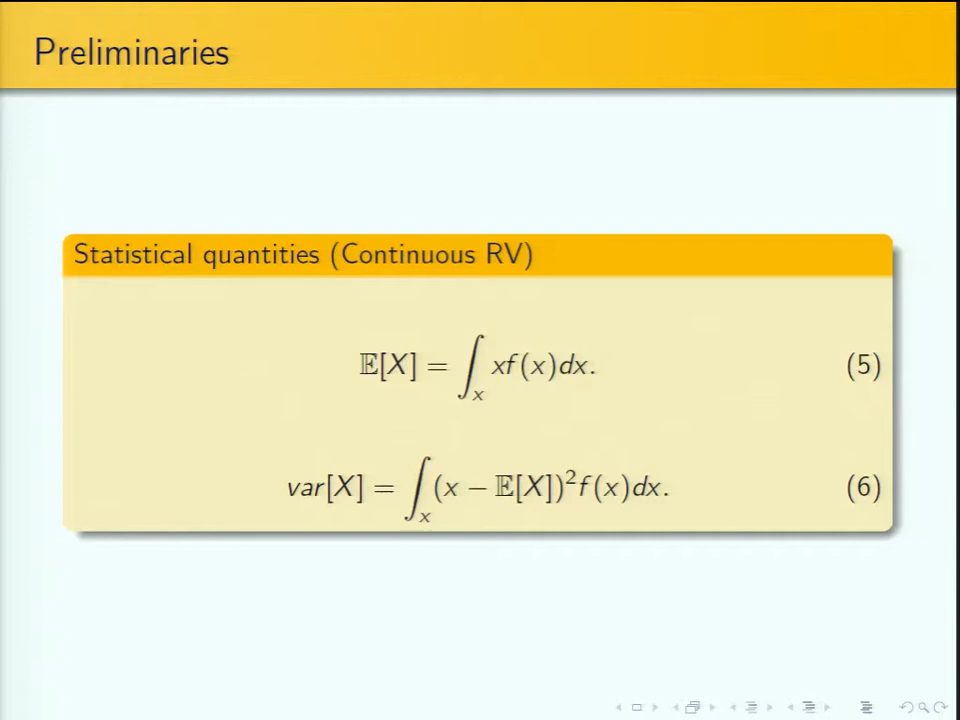 Preliminaries
Statistical quantities (Continuous RV)
𝔼[X] = ∫ₓ xf(x)dx. (5)
var[X] = ∫ₓ (x − 𝔼[X])²f(x)dx. (6)